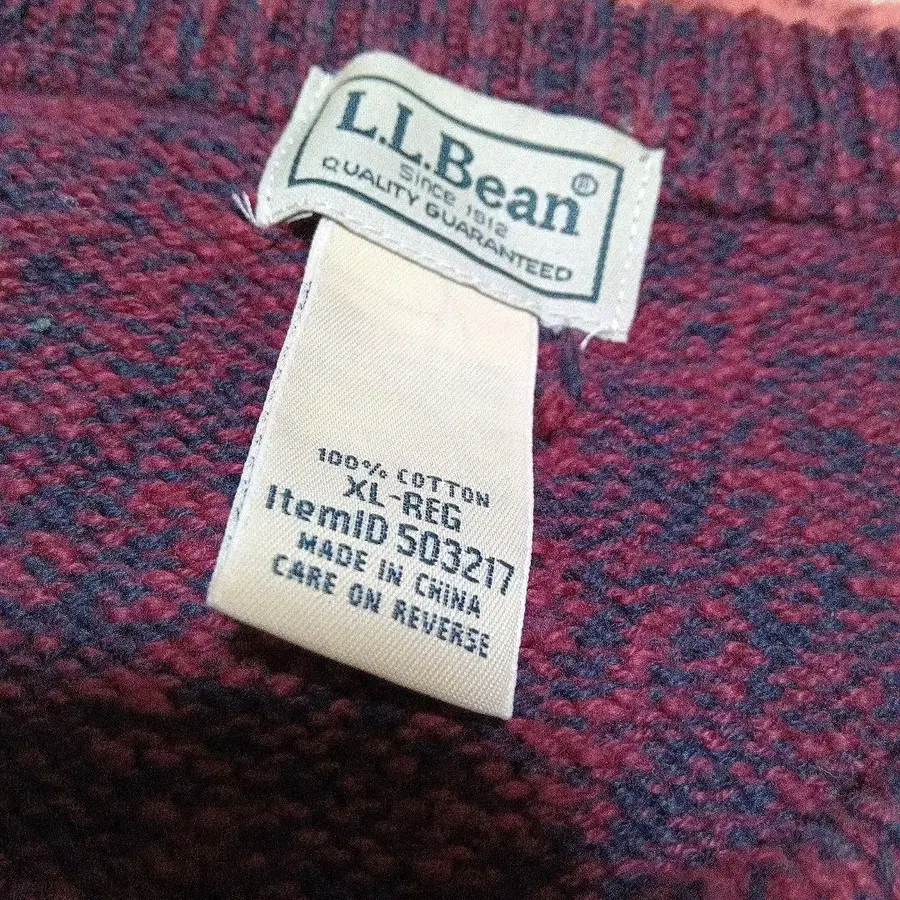 L.L.Bean®
Since 1912
QUALITY GUARANTEED
100% COTTON
XL-REG
ItemID 503217
MADE IN CHINA
CARE ON REVERSE